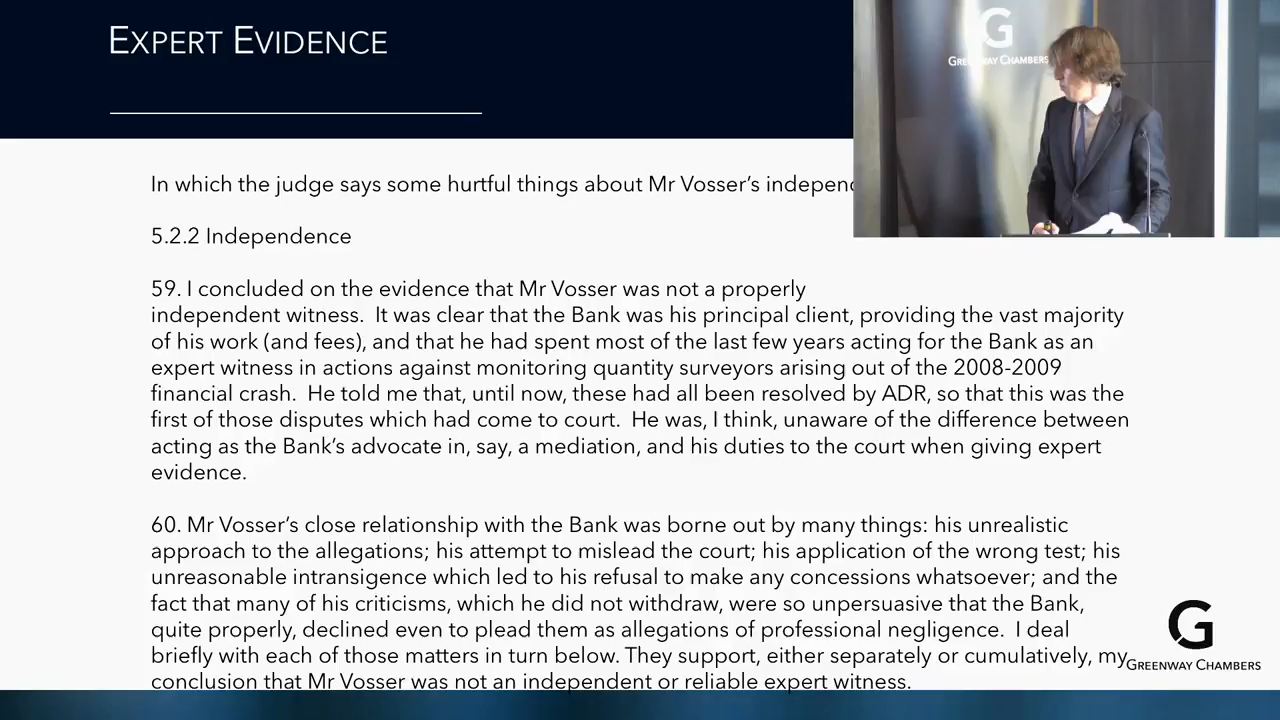 EXPERT EVIDENCE
G
GREENWAY CHAMBERS
In which the judge says some hurtful things about Mr Vosser's
5.2.2 Independence
59. I concluded on the evidence that Mr Vosser was not a properly
independent witness.  It was clear that the Bank was his principal client, providing the vast majority
of his work (and fees), and that he had spent most of the last few years acting for the Bank as an
expert witness in actions against monitoring quantity surveyors arising out of the 2008-2009
financial crash.  He told me that, until now, these had all been resolved by ADR, so that this was the
first of those disputes which had come to court.  He was, I think, unaware of the difference between
acting as the Bank's advocate in, say, a mediation, and his duties to the court when giving expert
evidence.
60. Mr Vosser's close relationship with the Bank was borne out by many things: his unrealistic
approach to the allegations; his attempt to mislead the court; his application of the wrong test; his
unreasonable intransigence which led to his refusal to make any concessions whatsoever; and the
fact that many of his criticisms, which he did not withdraw, were so unpersuasive that the Bank,
quite properly, declined even to plead them as allegations of professional negligence.  I deal
briefly with each of those matters in turn below. They support, either separately or cumulatively, my
conclusion that Mr Vosser was not an independent or reliable expert witness.
G
GREENWAY CHAMBERS